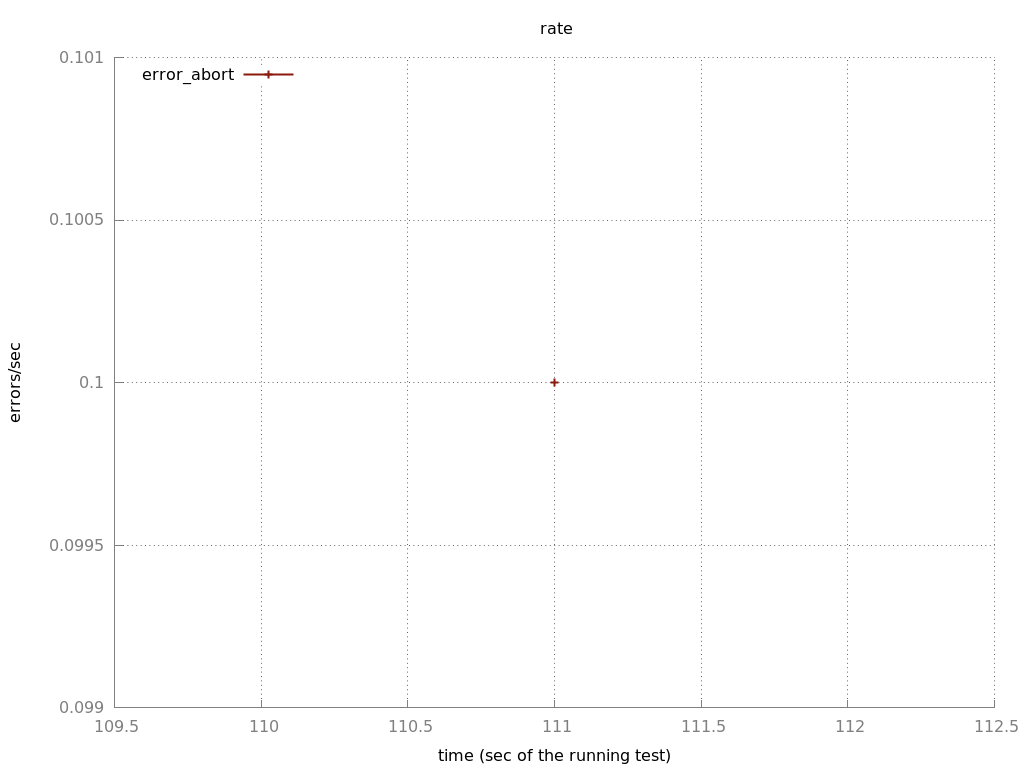 rate
0.101
error_abort
0.1005
errors/sec
0.1
0.0995
0.099
109.5 110 110.5 111 111.5 112 112.5
time (sec of the running test)